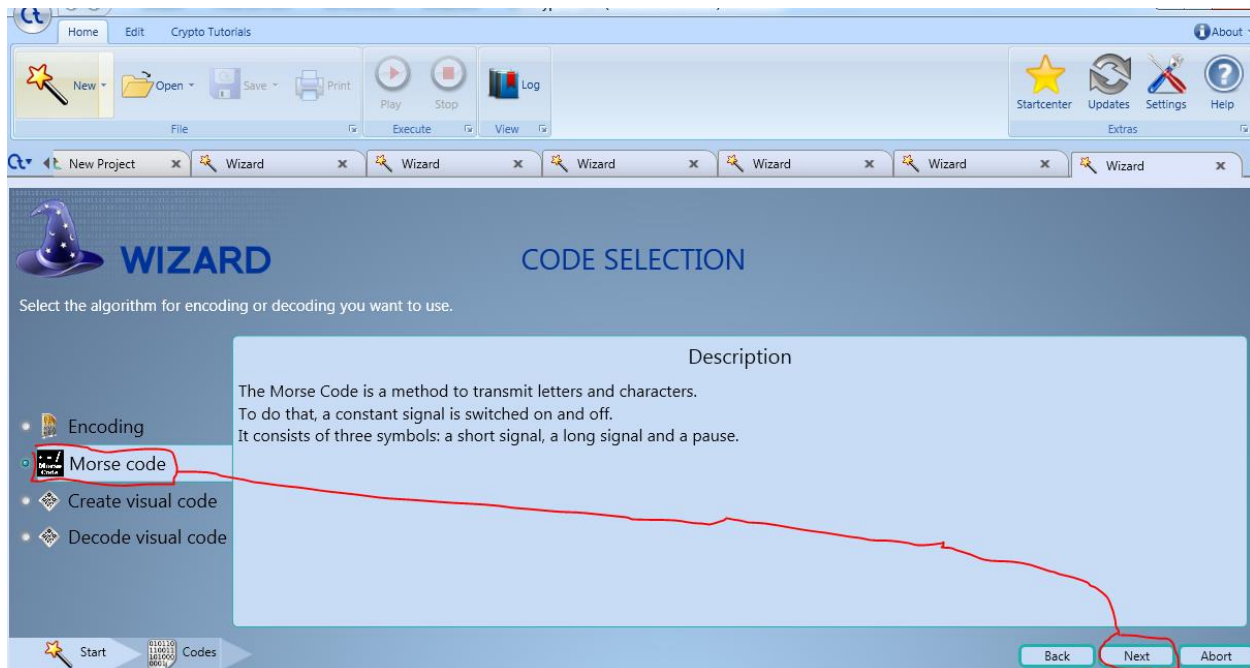 Ct
Home Edit Crypto Tutorials About
New Open Save Print Play Stop Log Startcenter Updates Settings Help
File Execute View Extras
Ct New Project Wizard Wizard Wizard Wizard Wizard Wizard
WIZARD CODE SELECTION
Select the algorithm for encoding or decoding you want to use.
Description
The Morse Code is a method to transmit letters and characters.
To do that, a constant signal is switched on and off.
It consists of three symbols: a short signal, a long signal and a pause.
Encoding
Morse code
Create visual code
Decode visual code
Start Codes Back Next Abort